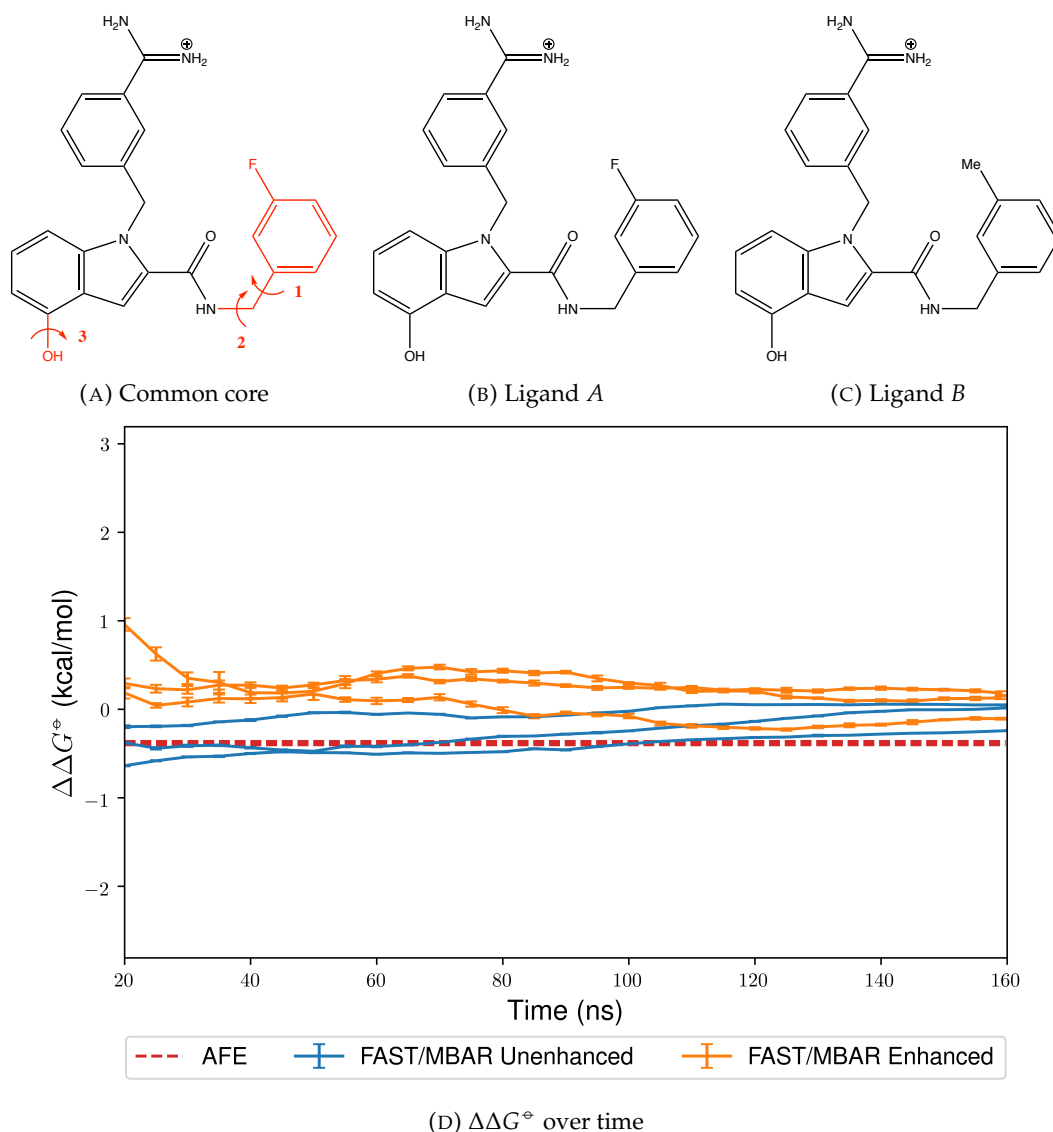 H₂N ⊕ NH₂ H₂N ⊕ NH₂ H₂N ⊕ NH₂
F F Me
N O N O N O
1
HN HN HN
3 2
OH OH OH
(A) Common core (B) Ligand A (C) Ligand B
3
2
1
0
−1
−2
ΔΔG⦵ (kcal/mol)
20 40 60 80 100 120 140 160
Time (ns)
AFE FAST/MBAR Unenhanced FAST/MBAR Enhanced
(D) ΔΔG⦵ over time